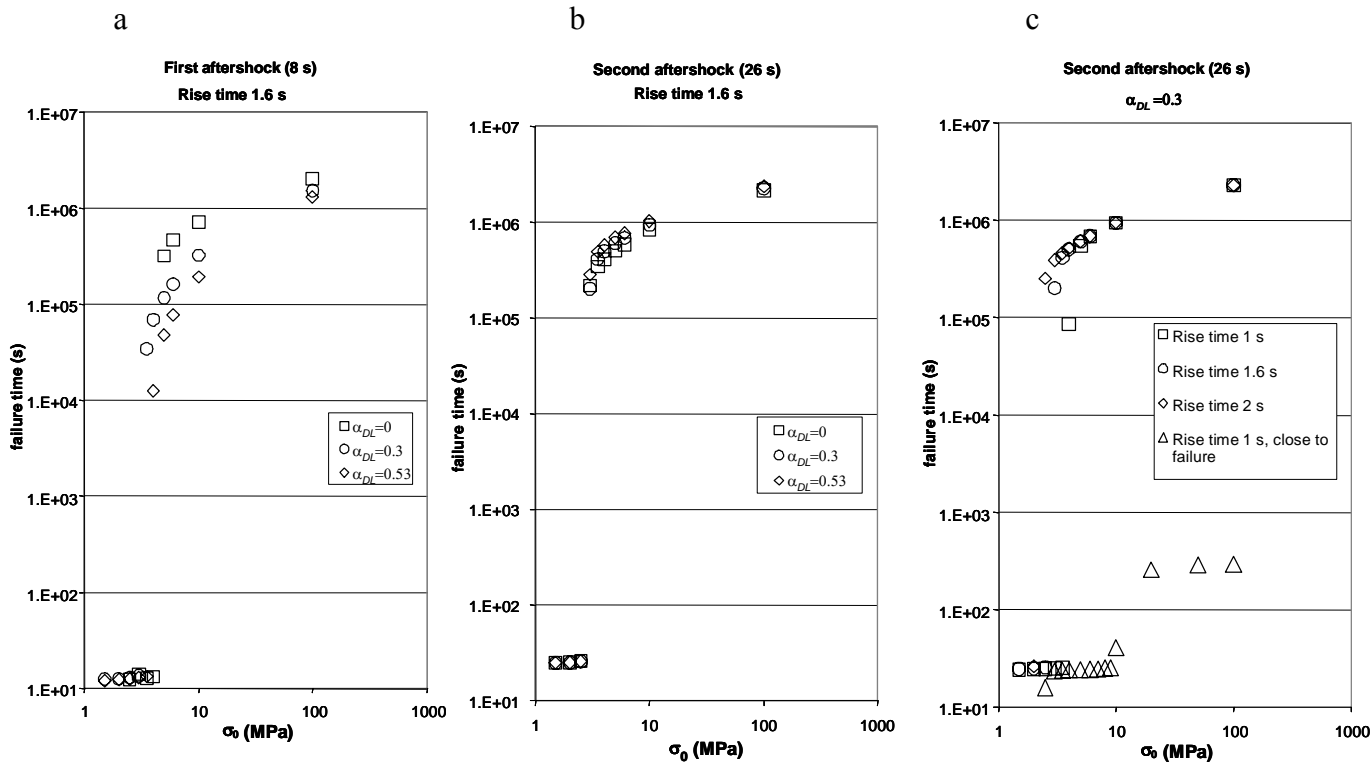 a
First aftershock (8 s)
Rise time 1.6 s
1.E+07
1.E+06
1.E+05
1.E+04
1.E+03
1.E+02
1.E+01
failure time (s)
1 10 100 1000
σ0 (MPa)
αDL=0
αDL=0.3
αDL=0.53
b
Second aftershock (26 s)
Rise time 1.6 s
1.E+07
1.E+06
1.E+05
1.E+04
1.E+03
1.E+02
1.E+01
failure time (s)
1 10 100 1000
σ0 (MPa)
αDL=0
αDL=0.3
αDL=0.53
c
Second aftershock (26 s)
αDL=0.3
1.E+07
1.E+06
1.E+05
1.E+04
1.E+03
1.E+02
1.E+01
failure time (s)
1 10 100 1000
σ0 (MPa)
Rise time 1 s
Rise time 1.6 s
Rise time 2 s
Rise time 1 s, close to
failure